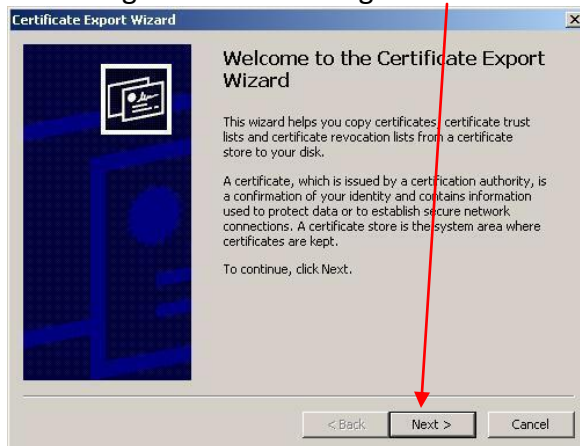 Certificate Export Wizard
Welcome to the Certificate Export
Wizard
This wizard helps you copy certificates, certificate trust
lists and certificate revocation lists from a certificate
store to your disk.
A certificate, which is issued by a certification authority, is
a confirmation of your identity and contains information
used to protect data or to establish secure network
connections. A certificate store is the system area where
certificates are kept.
To continue, click Next.
< Back Next > Cancel